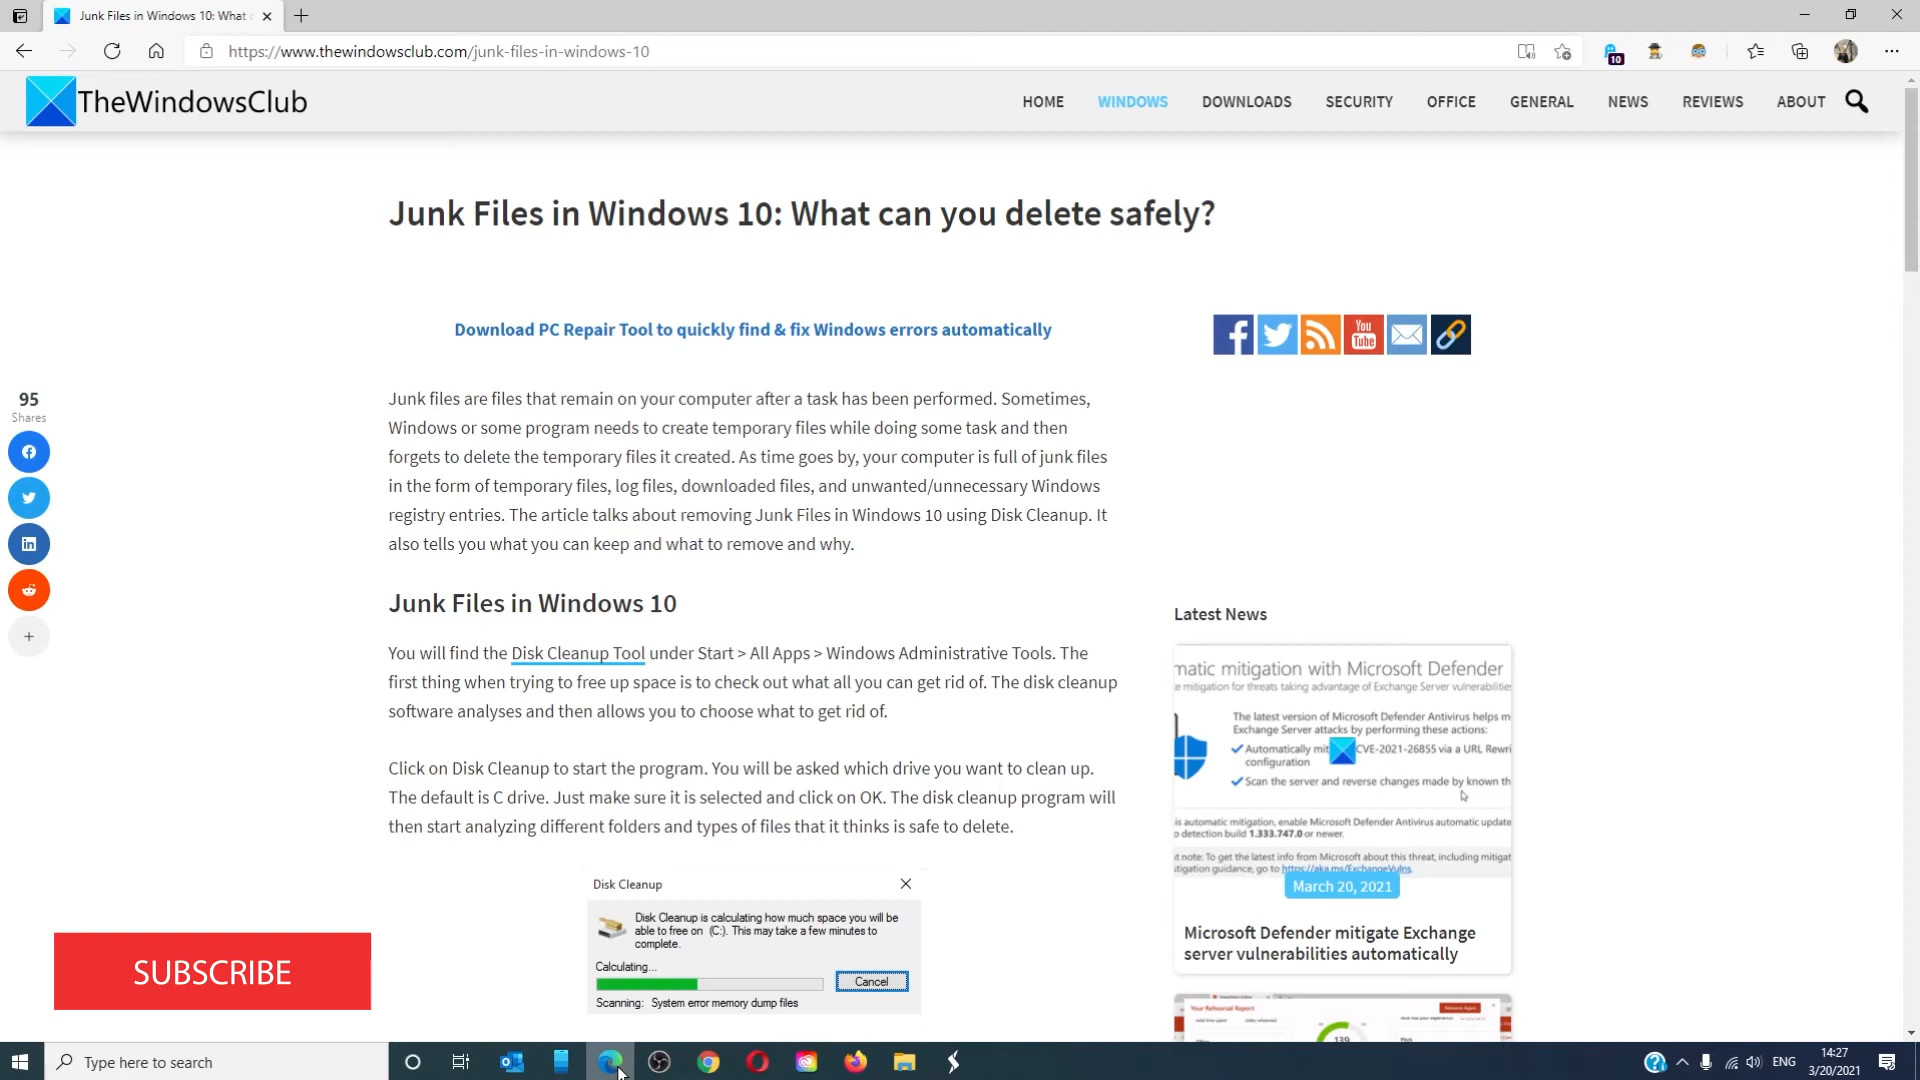 Junk Files in Windows 10: What c
https://www.thewindowsclub.com/junk-files-in-windows-10
10
TheWindowsClub
HOME
WINDOWS
DOWNLOADS
SECURITY
OFFICE
GENERAL
NEWS
REVIEWS
ABOUT
Junk Files in Windows 10: What can you delete safely?
Download PC Repair Tool to quickly find & fix Windows errors automatically
You
Tube
95
Shares
Junk files are files that remain on your computer after a task has been performed. Sometimes,
Windows or some program needs to create temporary files while doing some task and then
forgets to delete the temporary files it created. As time goes by, your computer is full of junk files
in the form of temporary files, log files, downloaded files, and unwanted/unnecessary Windows
registry entries. The article talks about removing Junk Files in Windows 10 using Disk Cleanup. It
also tells you what you can keep and what to remove and why.
Junk Files in Windows 10
You will find the Disk Cleanup Tool under Start > All Apps > Windows Administrative Tools. The
first thing when trying to free up space is to check out what all you can get rid of. The disk cleanup
software analyses and then allows you to choose what to get rid of.
Click on Disk Cleanup to start the program. You will be asked which drive you want to clean up.
The default is C drive. Just make sure it is selected and click on OK. The disk cleanup program will
then start analyzing different folders and types of files that it thinks is safe to delete.
Disk Cleanup
Disk Cleanup is calculating how much space you will be
able to free on (C:). This may take a few minutes to
complete.
Calculating...
Cancel
Scanning: System error memory dump files
Latest News
matic mitigation with Microsoft Defender
e mitigation for threats taking advantage of Exchange Server vulnerabilities
The latest version of Microsoft Defender Antivirus helps m
Exchange Server attacks by performing these actions:
Automatically mit CVE-2021-26855 via a URL Rewri
configuration
Scan the server and reverse changes made by known th
is automatic mitigation, enable Microsoft Defender Antivirus automatic update
o detection build 1.333.747.0 or newer.
t note: To get the latest info from Microsoft about this threat, including mitigat
tigation guidance, go to https://aka.ms/ExchangeVulns.
March 20, 2021
Microsoft Defender mitigate Exchange
server vulnerabilities automatically
Your Rehearsal Report
139
SUBSCRIBE
Type here to search
ENG
14:27
3/20/2021